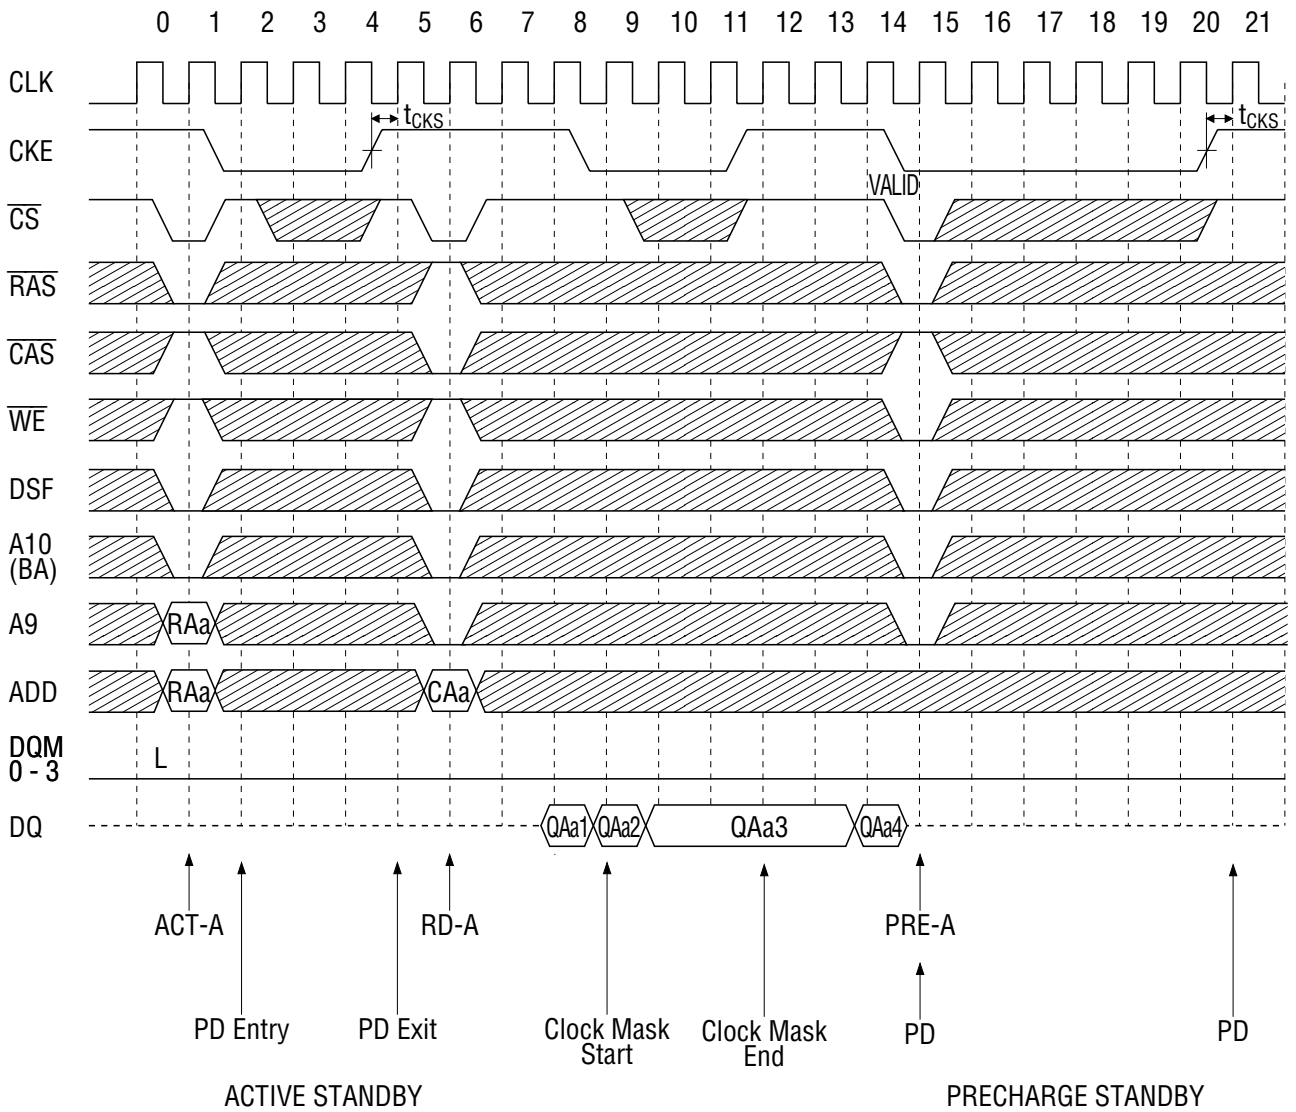 0 1 2 3 4 5 6 7 8 9 10 11 12 13 14 15 16 17 18 19 20 21
CLK
tCKS tCKS
CKE
VALID
CS
RAS
CAS
WE
DSF
A10
(BA)
A9 RAa
ADD RAa CAa
DQM
0 - 3 L
DQ QAa1 QAa2 QAa3 QAa4
ACT-A RD-A PRE-A
PD Entry PD Exit Clock Mask
Start Clock Mask
End PD PD
ACTIVE STANDBY PRECHARGE STANDBY